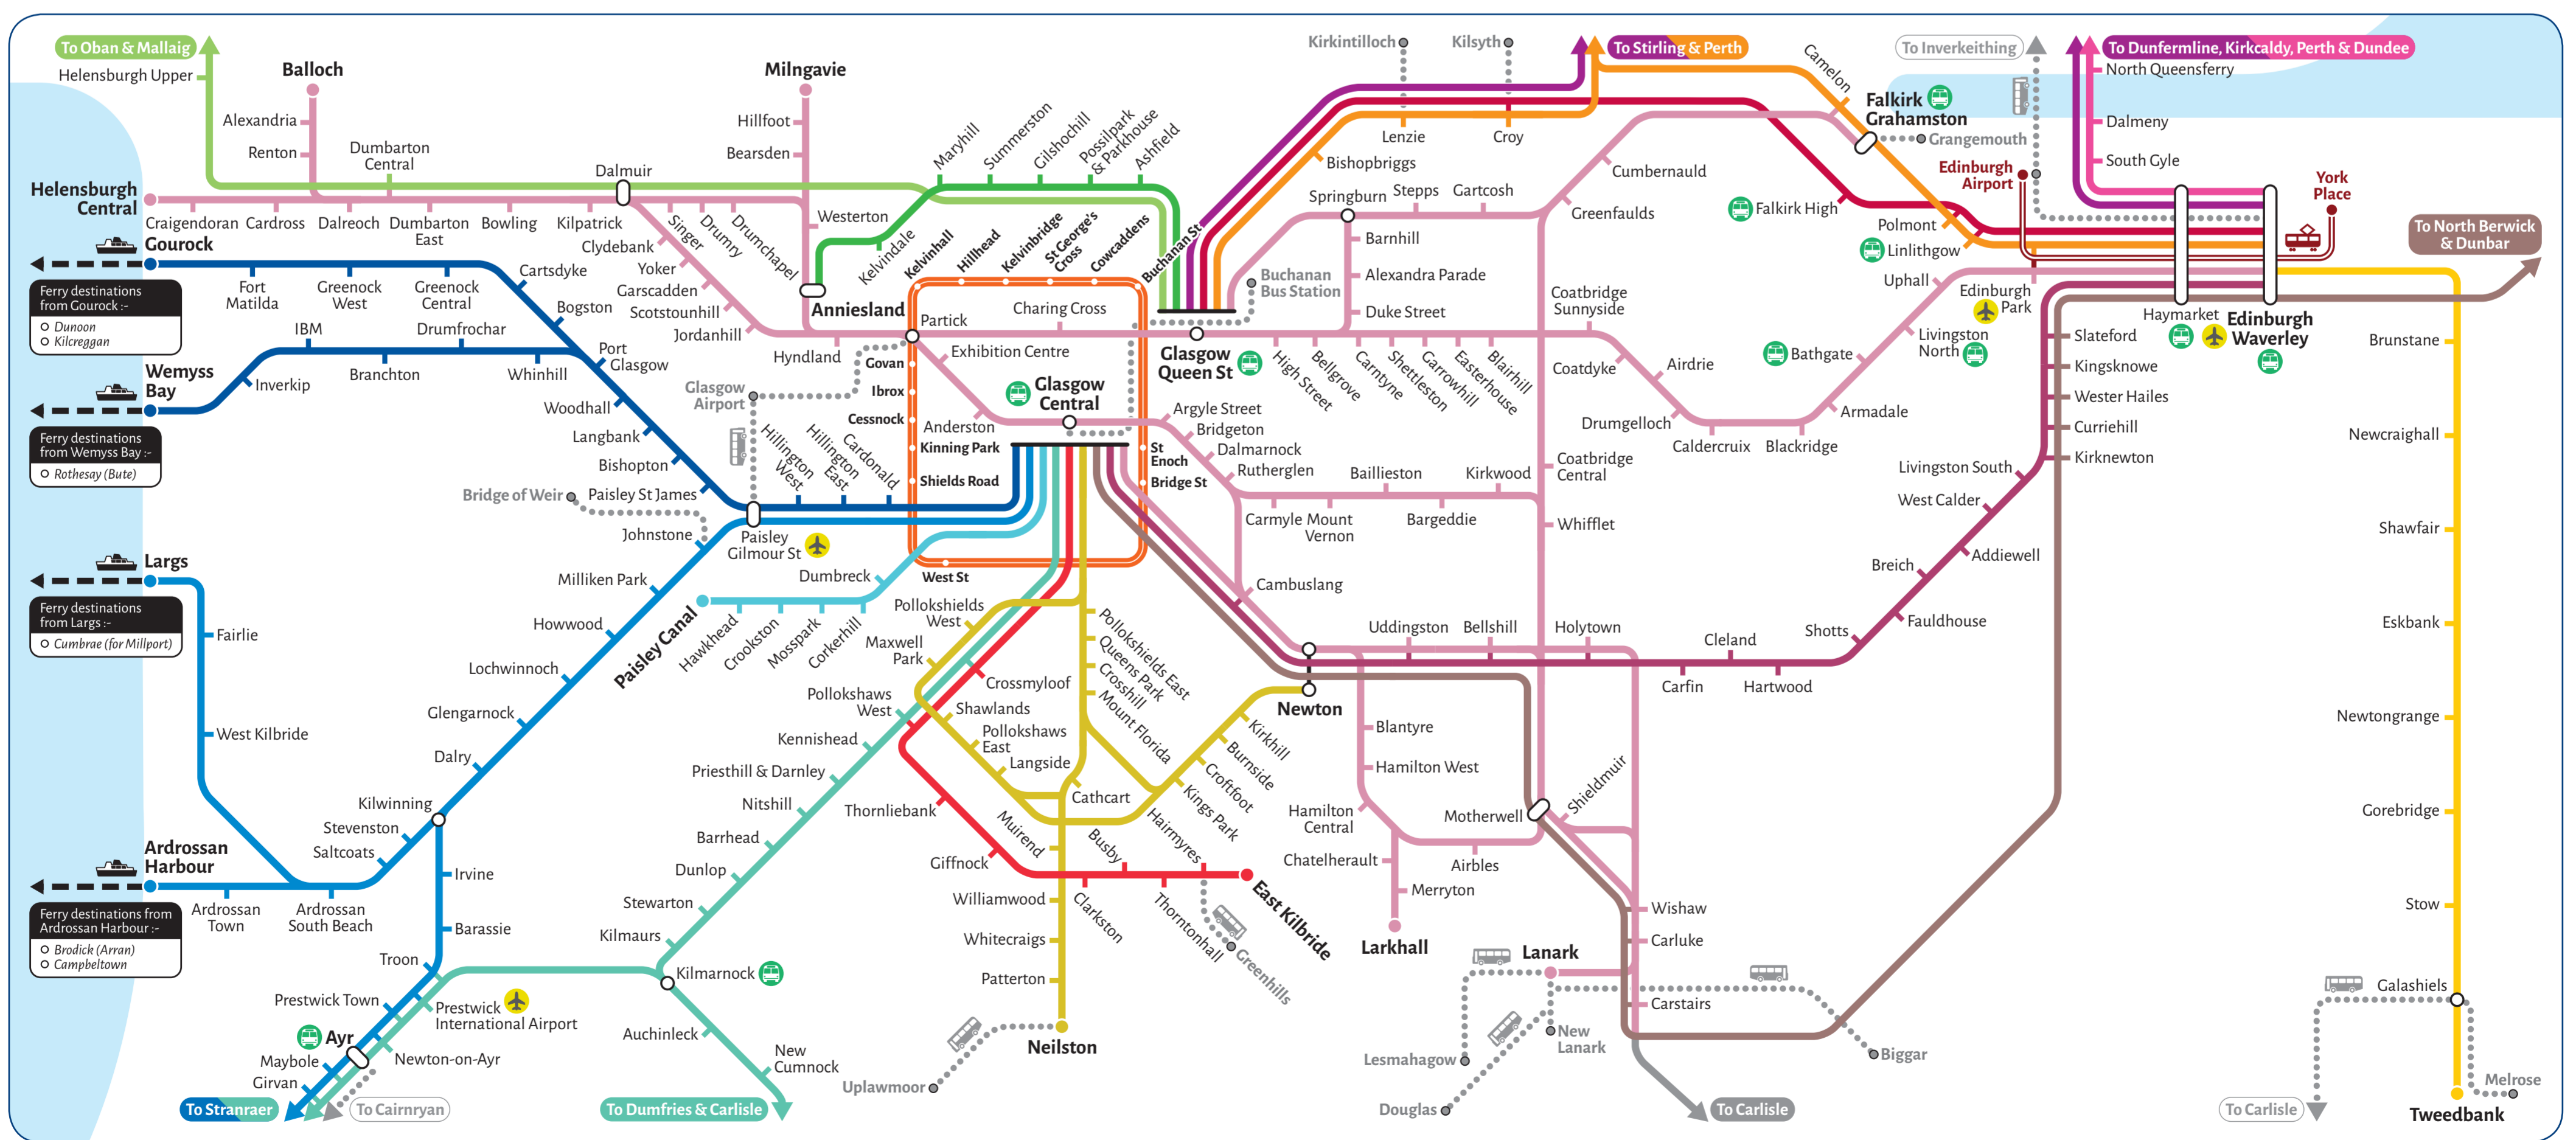 To Oban & Mallaig
Helensburgh Upper
Balloch
Alexandria
Renton
Dumbarton
Central
Dalmuir
Milngavie
Hillfoot
Bearsden
Westerton
Maryhill
Summerston
Gilshochill
Possilpark
& Parkhouse
Ashfield
Kelvindale
Anniesland
Helensburgh
Central
Craigendoran
Cardross
Dalreoch
Dumbarton
East
Bowling
Kilpatrick
Singer
Drumry
Drumchapel
Clydebank
Yoker
Garscadden
Scotstounhill
Jordanhill
Hyndland
Partick
Charing Cross
Exhibition Centre
Anderston
Glasgow
Central
Kelvinhall
Hillhead
Kelvinbridge
St George's
Cross
Cowcaddens
Buchanan St
Govan
Ibrox
Cessnock
Kinning Park
Shields Road
West St
St
Enoch
Bridge St
Buchanan
Bus Station
Glasgow
Queen St
Gourock
Ferry destinations
from Gourock :-
Dunoon
Kilcreggan
Fort
Matilda
Greenock
West
Greenock
Central
Cartsdyke
Bogston
Port
Glasgow
Wemyss
Bay
Ferry destinations
from Wemyss Bay :-
Rothesay (Bute)
Inverkip
IBM
Branchton
Drumfrochar
Whinhill
Woodhall
Langbank
Bishopton
Paisley St James
Bridge of Weir
Johnstone
Glasgow
Airport
Paisley
Gilmour St
Hillington
West
Hillington
East
Cardonald
Milliken Park
Howwood
Lochwinnoch
Glengarnock
Dalry
Kilwinning
Stevenston
Saltcoats
Largs
Ferry destinations
from Largs :-
Cumbrae (for Millport)
Fairlie
West Kilbride
Ardrossan
Harbour
Ferry destinations from
Ardrossan Harbour :-
Brodick (Arran)
Campbeltown
Ardrossan
Town
Ardrossan
South Beach
Irvine
Barassie
Troon
Prestwick Town
Prestwick
International Airport
Ayr
Newton-on-Ayr
Maybole
Girvan
To Stranraer
To Cairnryan
Paisley Canal
Hawkhead
Crookston
Mosspark
Corkerhill
Dumbreck
Pollokshields
West
Maxwell
Park
Pollokshaws
West
Kennishead
Priesthill & Darnley
Nitshill
Barrhead
Dunlop
Stewarton
Kilmaurs
Kilmarnock
Auchinleck
New
Cumnock
To Dumfries & Carlisle
Crossmyloof
Shawlands
Pollokshaws
East
Langside
Thornliebank
Giffnock
Muirend
Williamwood
Whitecraigs
Patterton
Neilston
Uplawmoor
Pollokshields East
Queens Park
Crosshill
Mount Florida
Cathcart
Kings Park
Croftfoot
Burnside
Kirkhill
Newton
Clarkston
Busby
Thorntonhall
Hairmyres
East Kilbride
Greenhills
Kirkintilloch
Kilsyth
Lenzie
Croy
Bishopbriggs
To Stirling & Perth
Springburn
Stepps
Gartcosh
Barnhill
Alexandra Parade
Duke Street
High Street
Bellgrove
Carntyne
Shettleston
Garrowhill
Easterhouse
Blairhill
Coatbridge
Sunnyside
Coatdyke
Airdrie
Drumgelloch
Caldercruix
Blackridge
Armadale
Bathgate
Livingston
North
Uphall
Cumbernauld
Greenfaulds
Camelon
Falkirk
Grahamston
Grangemouth
Falkirk High
Polmont
Linlithgow
Edinburgh
Airport
Edinburgh
Park
To Inverkeithing
To Dunfermline, Kirkcaldy, Perth & Dundee
North Queensferry
Dalmeny
South Gyle
York
Place
To North Berwick
& Dunbar
Haymarket
Edinburgh
Waverley
Argyle Street
Bridgeton
Dalmarnock
Rutherglen
Carmyle
Mount
Vernon
Baillieston
Bargeddie
Kirkwood
Coatbridge
Central
Whifflet
Cambuslang
Uddingston
Bellshill
Holytown
Carfin
Cleland
Hartwood
Shotts
Fauldhouse
Breich
Addiewell
West Calder
Livingston South
Slateford
Kingsknowe
Wester Hailes
Curriehill
Kirknewton
Blantyre
Hamilton West
Hamilton
Central
Chatelherault
Merryton
Larkhall
Airbles
Motherwell
Shieldmuir
Wishaw
Carluke
Carstairs
Lanark
New
Lanark
Lesmahagow
Douglas
Biggar
To Carlisle
Brunstane
Newcraighall
Shawfair
Eskbank
Newtongrange
Gorebridge
Stow
Galashiels
Melrose
Tweedbank
To Carlisle